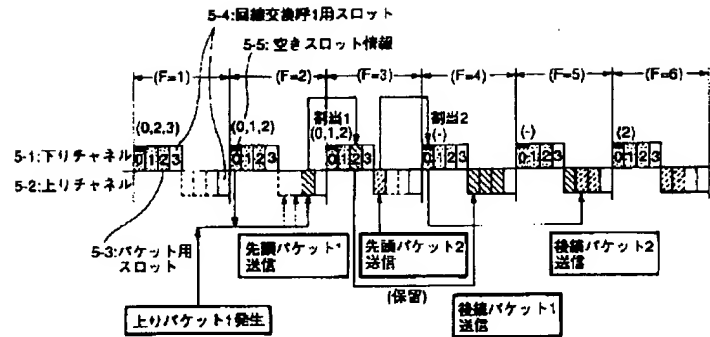 5-4:回線交換呼1用スロット
5-5: 空きスロット情報
(F=1) (F=2) (F=3) (F=4) (F=5) (F=6)
割当1 割当2
(0,2,3) (0,1,2) (0,1,2) (-) (-) (2)
5-1:下りチャネル 0 1 2 3 0 1 2 3 0 1 2 3 0 1 2 3 0 1 2 3 0 1 2 3
5-2:上りチャネル
5-3:パケット用
スロット
先頭パケット1
送信
先頭パケット2
送信
後続パケット2
送信
(保留)
後続パケット1
送信
上りパケット1発生